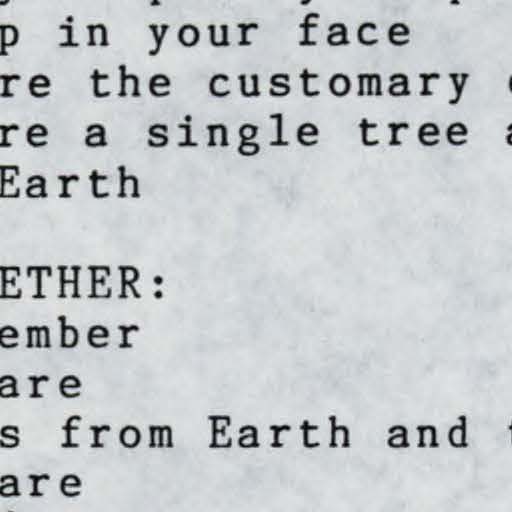 p in your face
re the customary
re a single tree
Earth
ETHER:
ember
are
s from Earth and
are